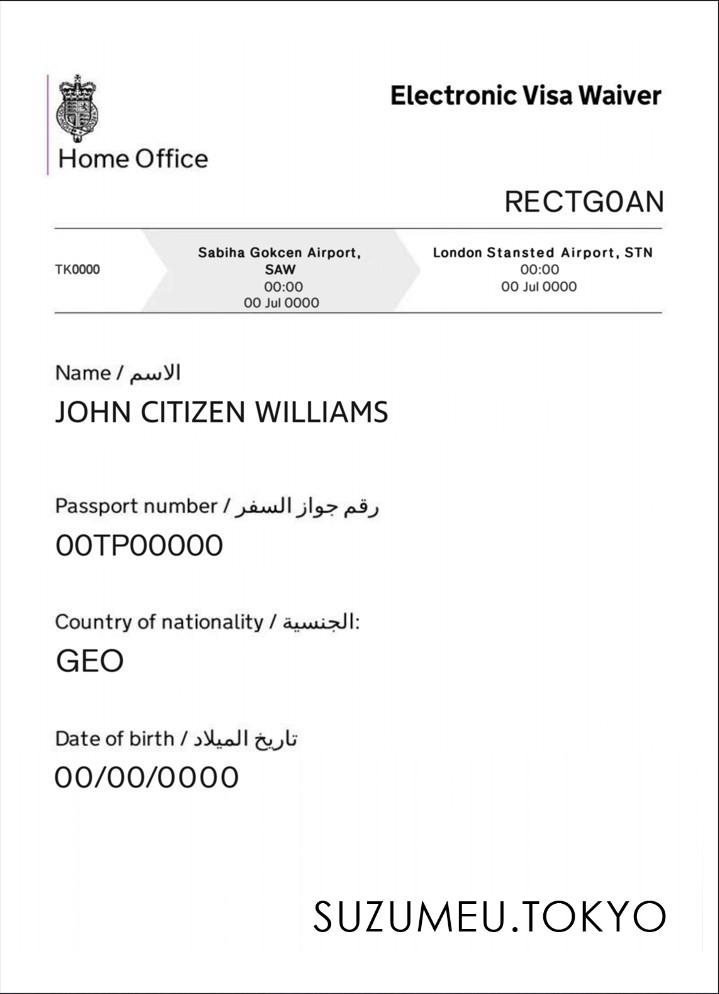 Electronic Visa Waiver
Home Office
RECTG0AN
TK0000
Sabiha Gokcen Airport,
SAW
00:00
00 Jul 0000
London Stansted Airport, STN
00:00
00 Jul 0000
Name / الاسم
JOHN CITIZEN WILLIAMS
Passport number / رقم جواز السفر
00TP00000
Country of nationality / الجنسية:
GEO
Date of birth / تاريخ الميلاد
00/00/0000
SUZUMEU.TOKYO